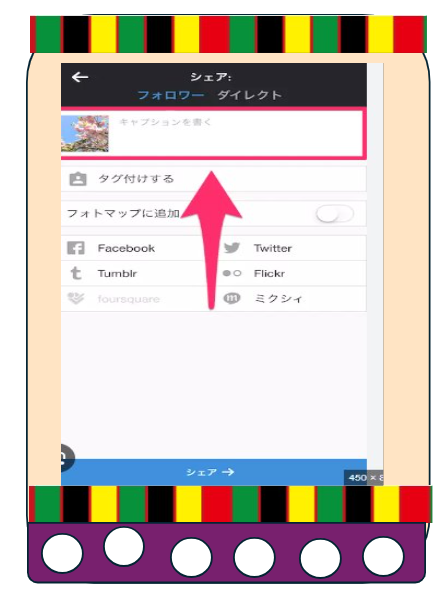 シェア:
フォロワー ダイレクト
キャプションを書く
タグ付けする
フォトマップに追加
Facebook Twitter
Tumblr Flickr
foursquare ミクシィ
シェア →
450 × 8